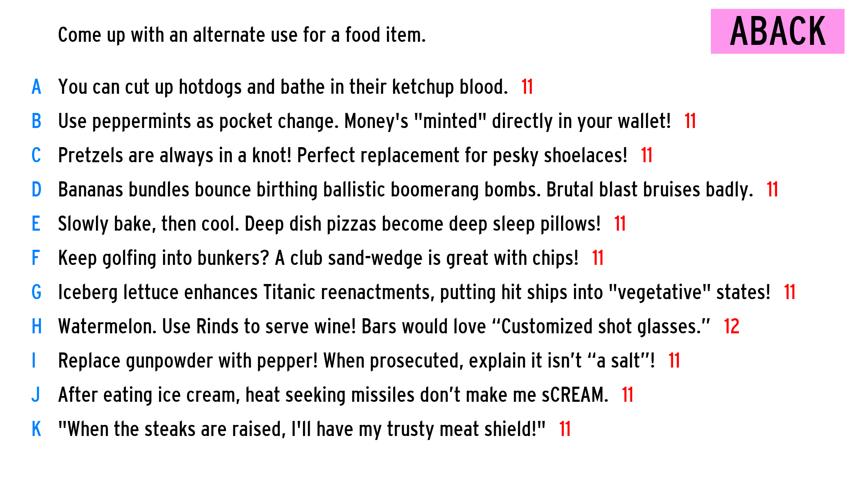 Come up with an alternate use for a food item.
ABACK
A You can cut up hotdogs and bathe in their ketchup blood. 11
B Use peppermints as pocket change. Money's "minted" directly in your wallet! 11
C Pretzels are always in a knot! Perfect replacement for pesky shoelaces! 11
D Bananas bundles bounce birthing ballistic boomerang bombs. Brutal blast bruises badly. 11
E Slowly bake, then cool. Deep dish pizzas become deep sleep pillows! 11
F Keep golfing into bunkers? A club sand-wedge is great with chips! 11
G Iceberg lettuce enhances Titanic reenactments, putting hit ships into "vegetative" states! 11
H Watermelon. Use Rinds to serve wine! Bars would love “Customized shot glasses.” 12
I Replace gunpowder with pepper! When prosecuted, explain it isn’t “a salt”! 11
J After eating ice cream, heat seeking missiles don’t make me sCREAM. 11
K "When the steaks are raised, I'll have my trusty meat shield!" 11